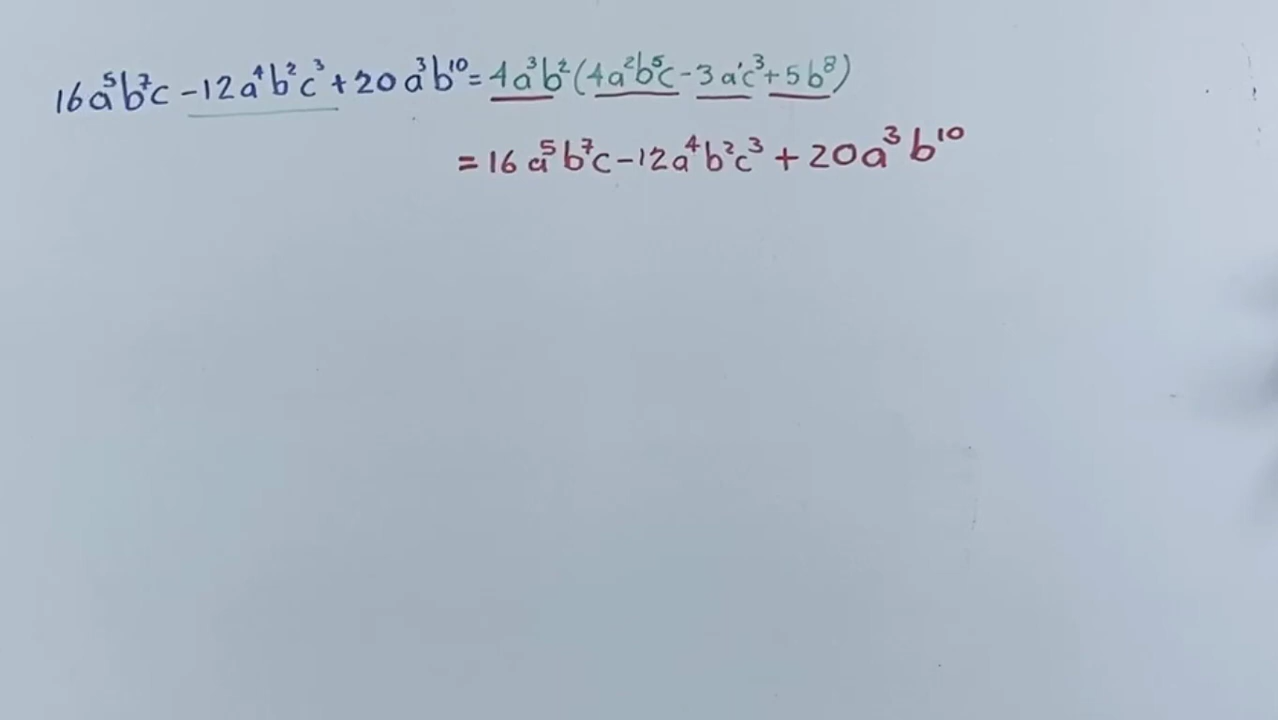 16a⁵b⁷c - 12a⁴b²c³ + 20a³b¹⁰ = 4a³b²(4a²b⁵c - 3a¹c³ + 5b⁸)
= 16a⁵b⁷c - 12a⁴b²c³ + 20a³b¹⁰